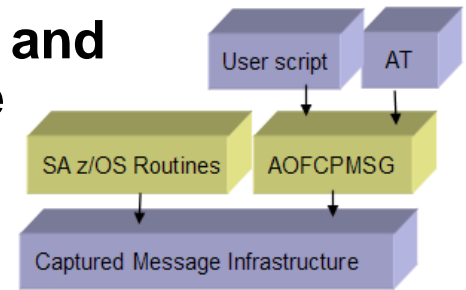 and
User script
AT
SA z/OS Routines
AOFCPMSG
Captured Message Infrastructure